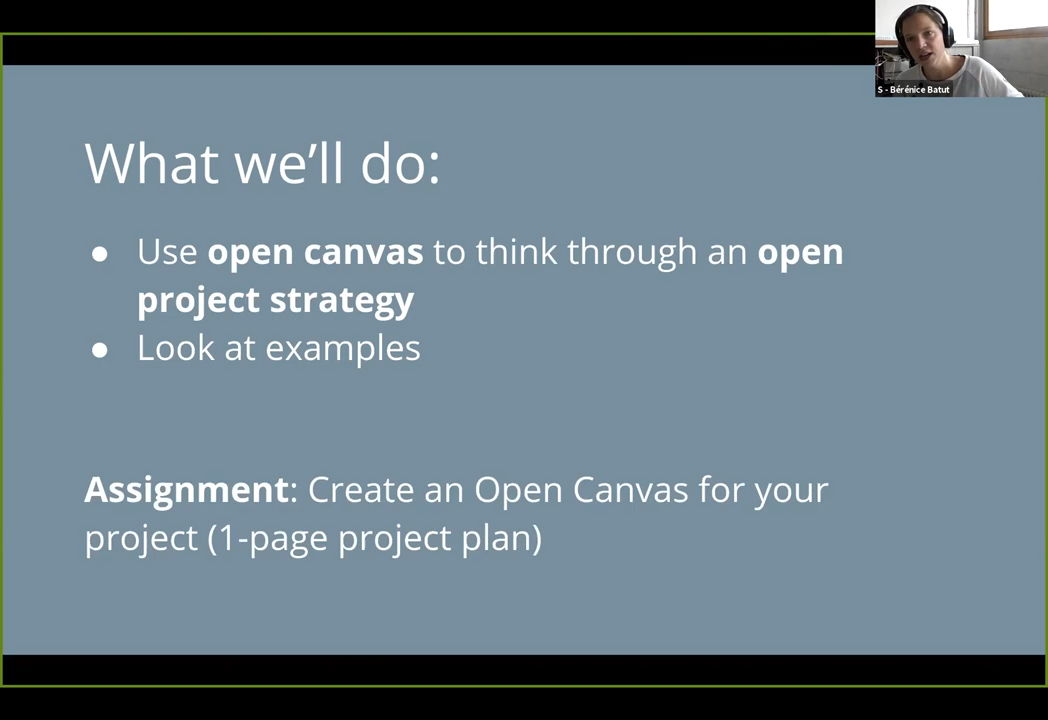 S - Bérénice Batut
What we’ll do:
● Use open canvas to think through an open
project strategy
● Look at examples
Assignment: Create an Open Canvas for your
project (1-page project plan)